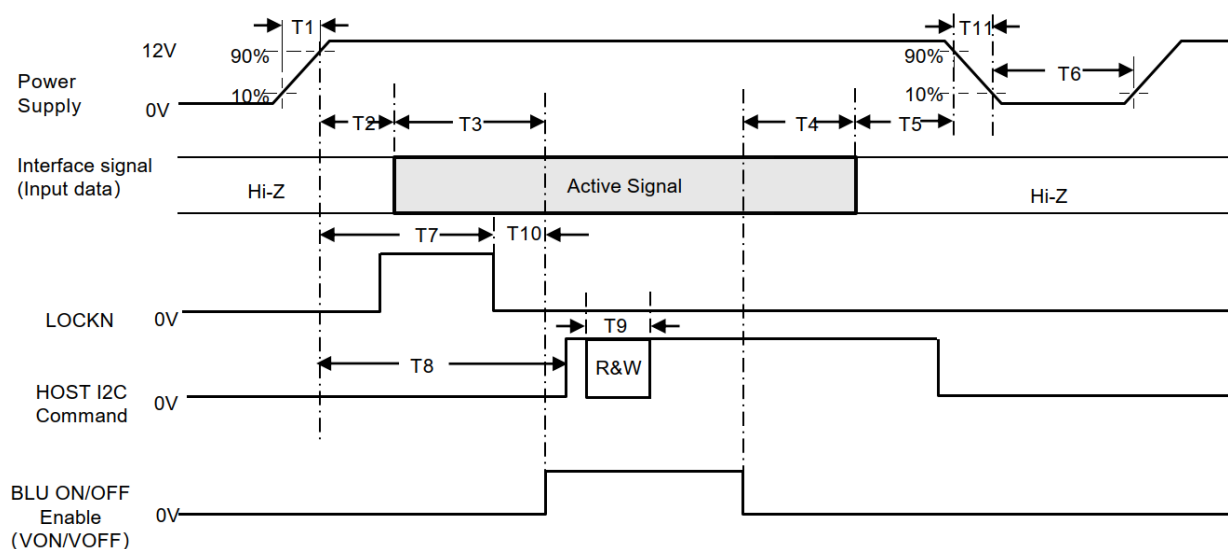 T1
T11
12V
90%
90%
T6
Power
Supply
10%
10%
0V
T2
T3
T4
T5
Interface signal
(Input data)
Active Signal
Hi-Z
Hi-Z
T7
T10
LOCKN
0V
T9
T8
R&W
HOST I2C
Command
0V
BLU ON/OFF
Enable
(VON/VOFF)
0V